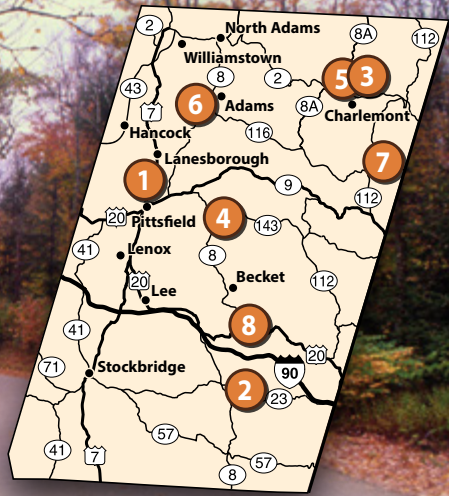 2
North Adams
8A
112
Williamstown
8
2
5
3
43
6
Adams
8A
Charlemont
7
116
Hancock
Lanesborough
7
1
9
112
20
Pittsfield
4
143
41
Lenox
8
20
Becket
112
Lee
8
41
20
71
Stockbridge
90
2
23
57
41
7
57
8